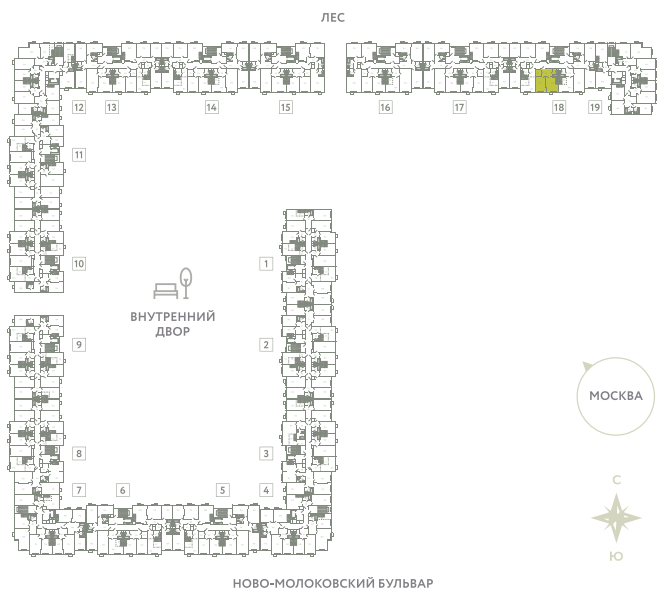 ЛЕС
12 13 14 15 16 17 18 19
11
10 1
ВНУТРЕННИЙ
ДВОР
9 2
МОСКВА
8 3
7 6 5 4
С
Ю
НОВО-МОЛОКОВСКИЙ БУЛЬВАР